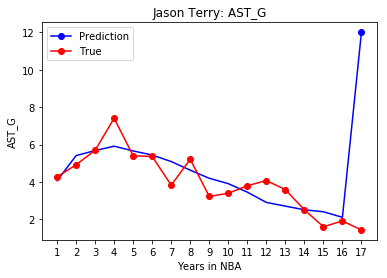 Jason Terry: AST_G
Prediction
True
AST_G
12
10
8
6
4
2
1 2 3 4 5 6 7 8 9 10 11 12 13 14 15 16 17
Years in NBA